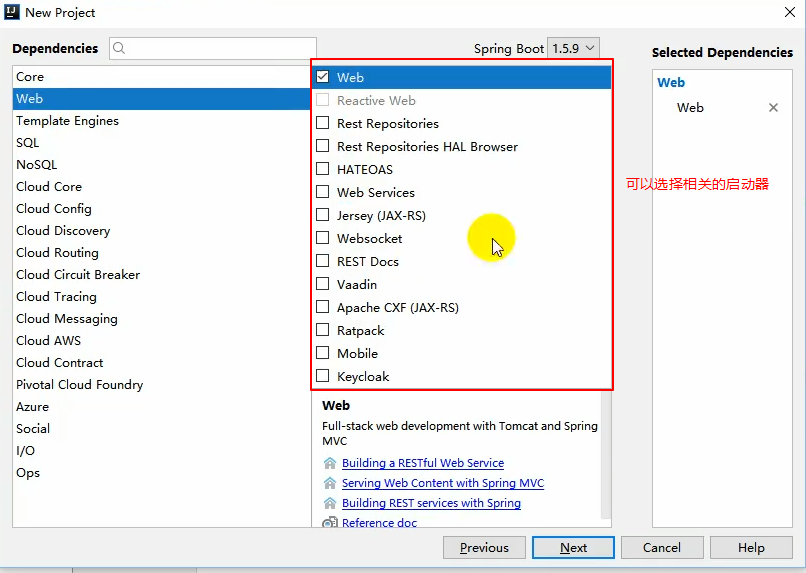 New Project
Dependencies
Spring Boot 1.5.9
Selected Dependencies
Core
Web
Template Engines
SQL
NoSQL
Cloud Core
Cloud Config
Cloud Discovery
Cloud Routing
Cloud Circuit Breaker
Cloud Tracing
Cloud Messaging
Cloud AWS
Cloud Contract
Pivotal Cloud Foundry
Azure
Social
I/O
Ops
Web
Reactive Web
Rest Repositories
Rest Repositories HAL Browser
HATEOAS
Web Services
Jersey (JAX-RS)
Websocket
REST Docs
Vaadin
Apache CXF (JAX-RS)
Ratpack
Mobile
Keycloak
Web
Full-stack web development with Tomcat and Spring
MVC
Building a RESTful Web Service
Serving Web Content with Spring MVC
Building REST services with Spring
Reference doc
Web
Web
可以选择相关的启动器
Previous
Next
Cancel
Help